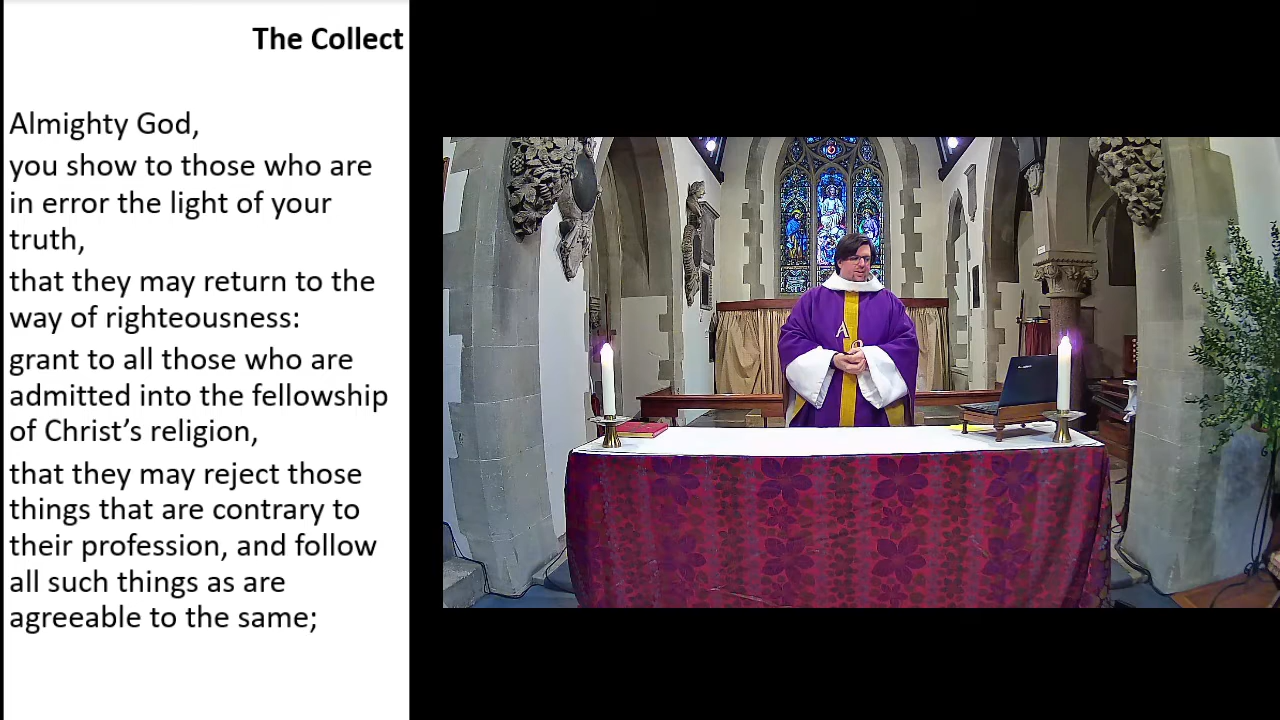 The Collect
Almighty God,
you show to those who are
in error the light of your
truth,
that they may return to the
way of righteousness:
grant to all those who are
admitted into the fellowship
of Christ’s religion,
that they may reject those
things that are contrary to
their profession, and follow
all such things as are
agreeable to the same;
A